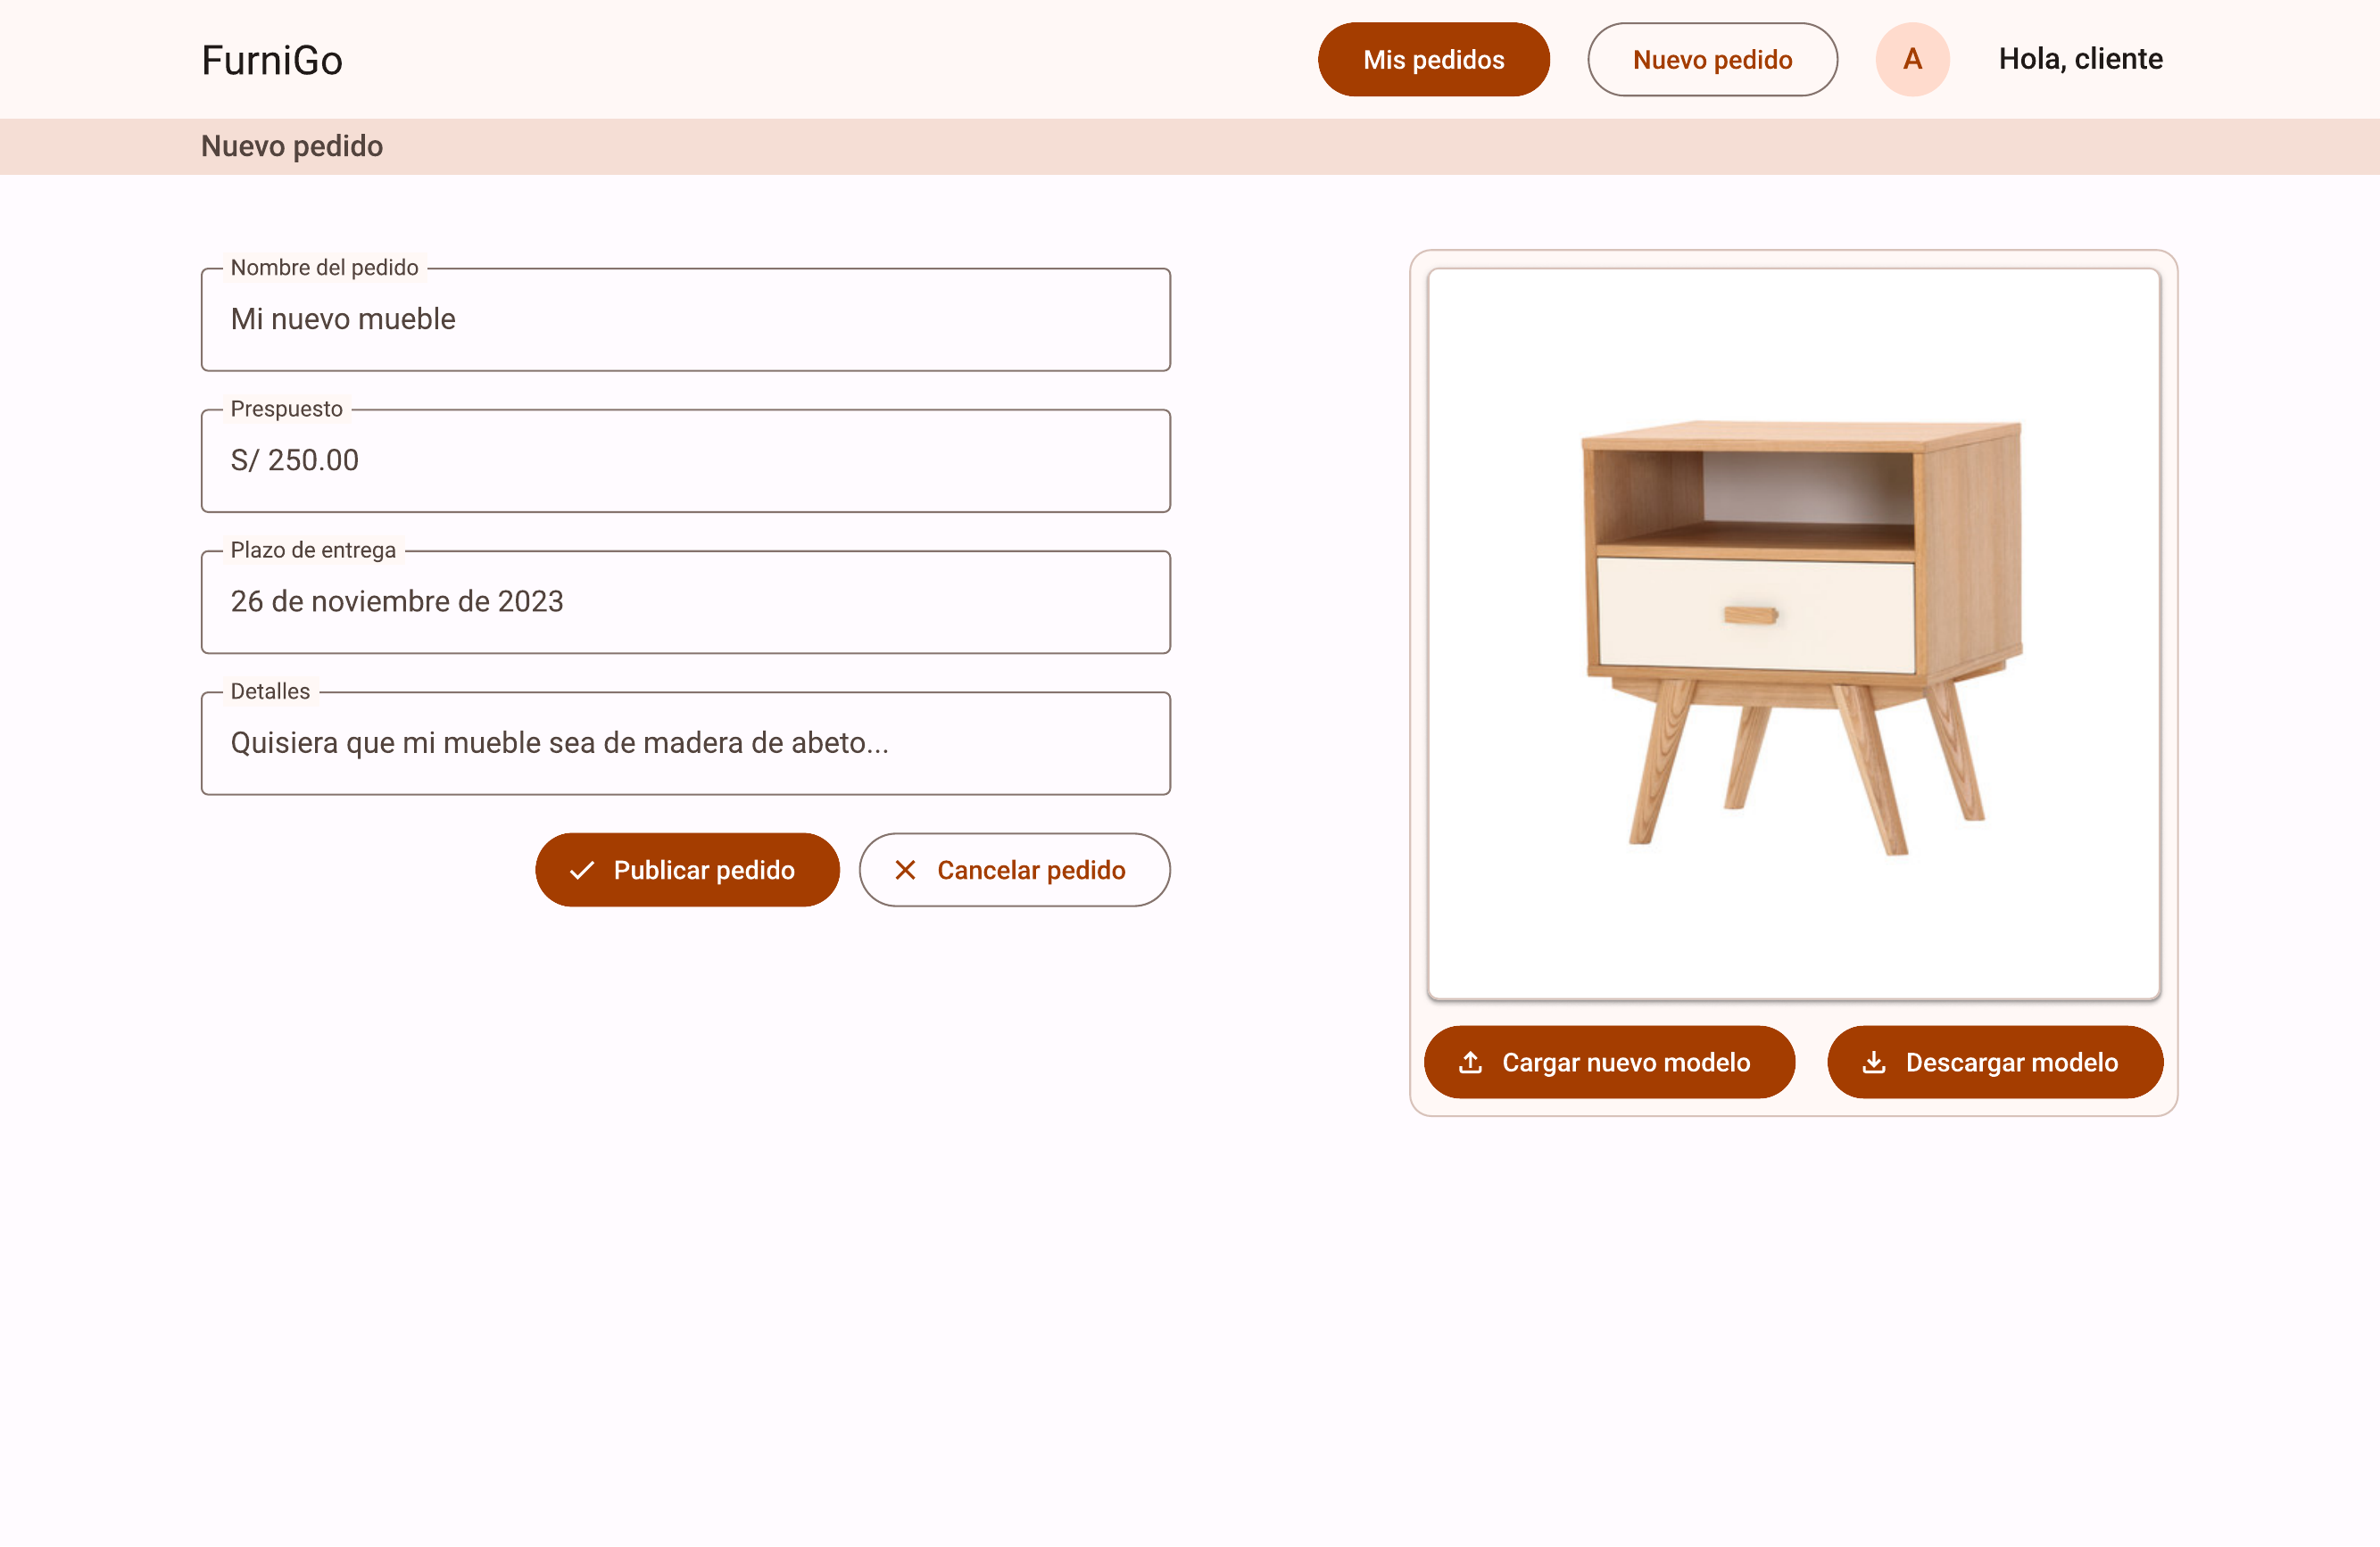 FurniGo
Mis pedidos
Nuevo pedido
A
Hola, cliente
Nuevo pedido
Nombre del pedido
Mi nuevo mueble
Prespuesto
S/ 250.00
Plazo de entrega
26 de noviembre de 2023
Detalles
Quisiera que mi mueble sea de madera de abeto...
Publicar pedido
Cancelar pedido
Cargar nuevo modelo
Descargar modelo